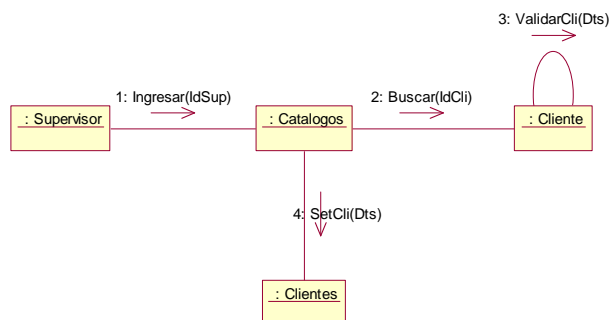 3: ValidarCli(Dts)
1: Ingresar(IdSup)
2: Buscar(IdCli)
: Supervisor
: Catalogos
: Cliente
4: SetCli(Dts)
: Clientes